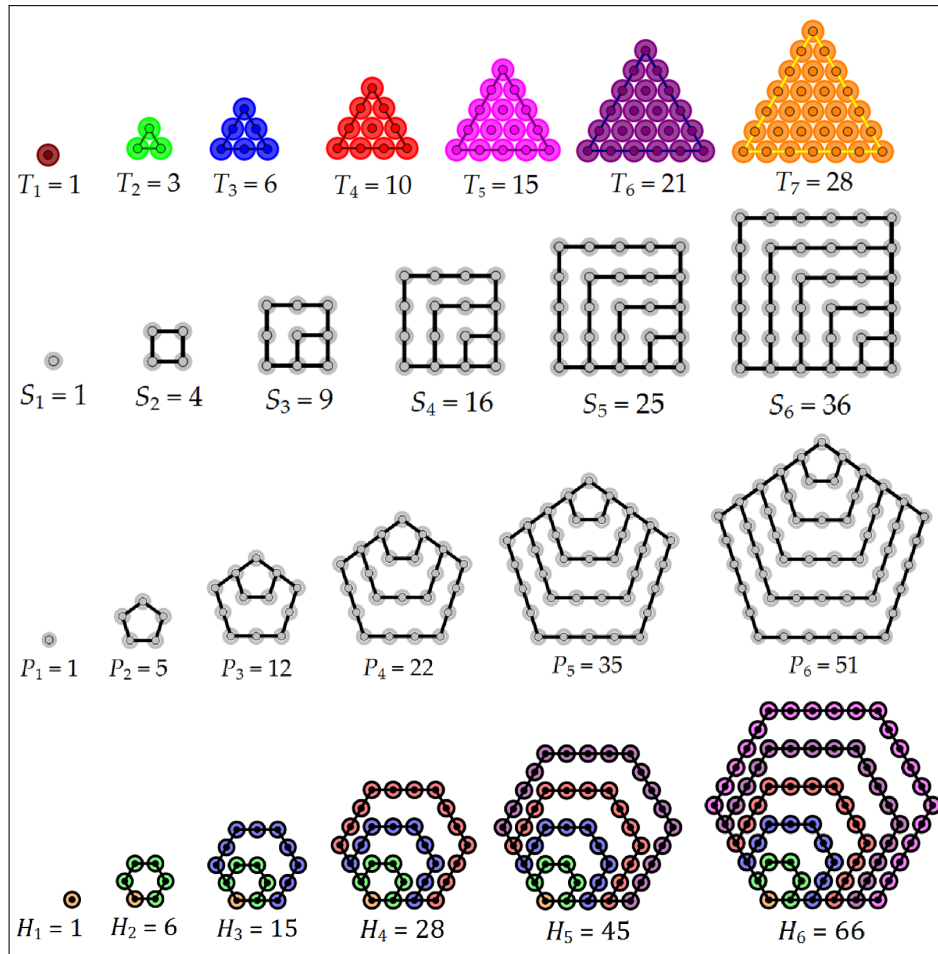 T₁ = 1 T₂ = 3 T₃ = 6 T₄ = 10 T₅ = 15 T₆ = 21 T₇ = 28
S₁ = 1 S₂ = 4 S₃ = 9 S₄ = 16 S₅ = 25 S₆ = 36
P₁ = 1 P₂ = 5 P₃ = 12 P₄ = 22 P₅ = 35 P₆ = 51
H₁ = 1 H₂ = 6 H₃ = 15 H₄ = 28 H₅ = 45 H₆ = 66